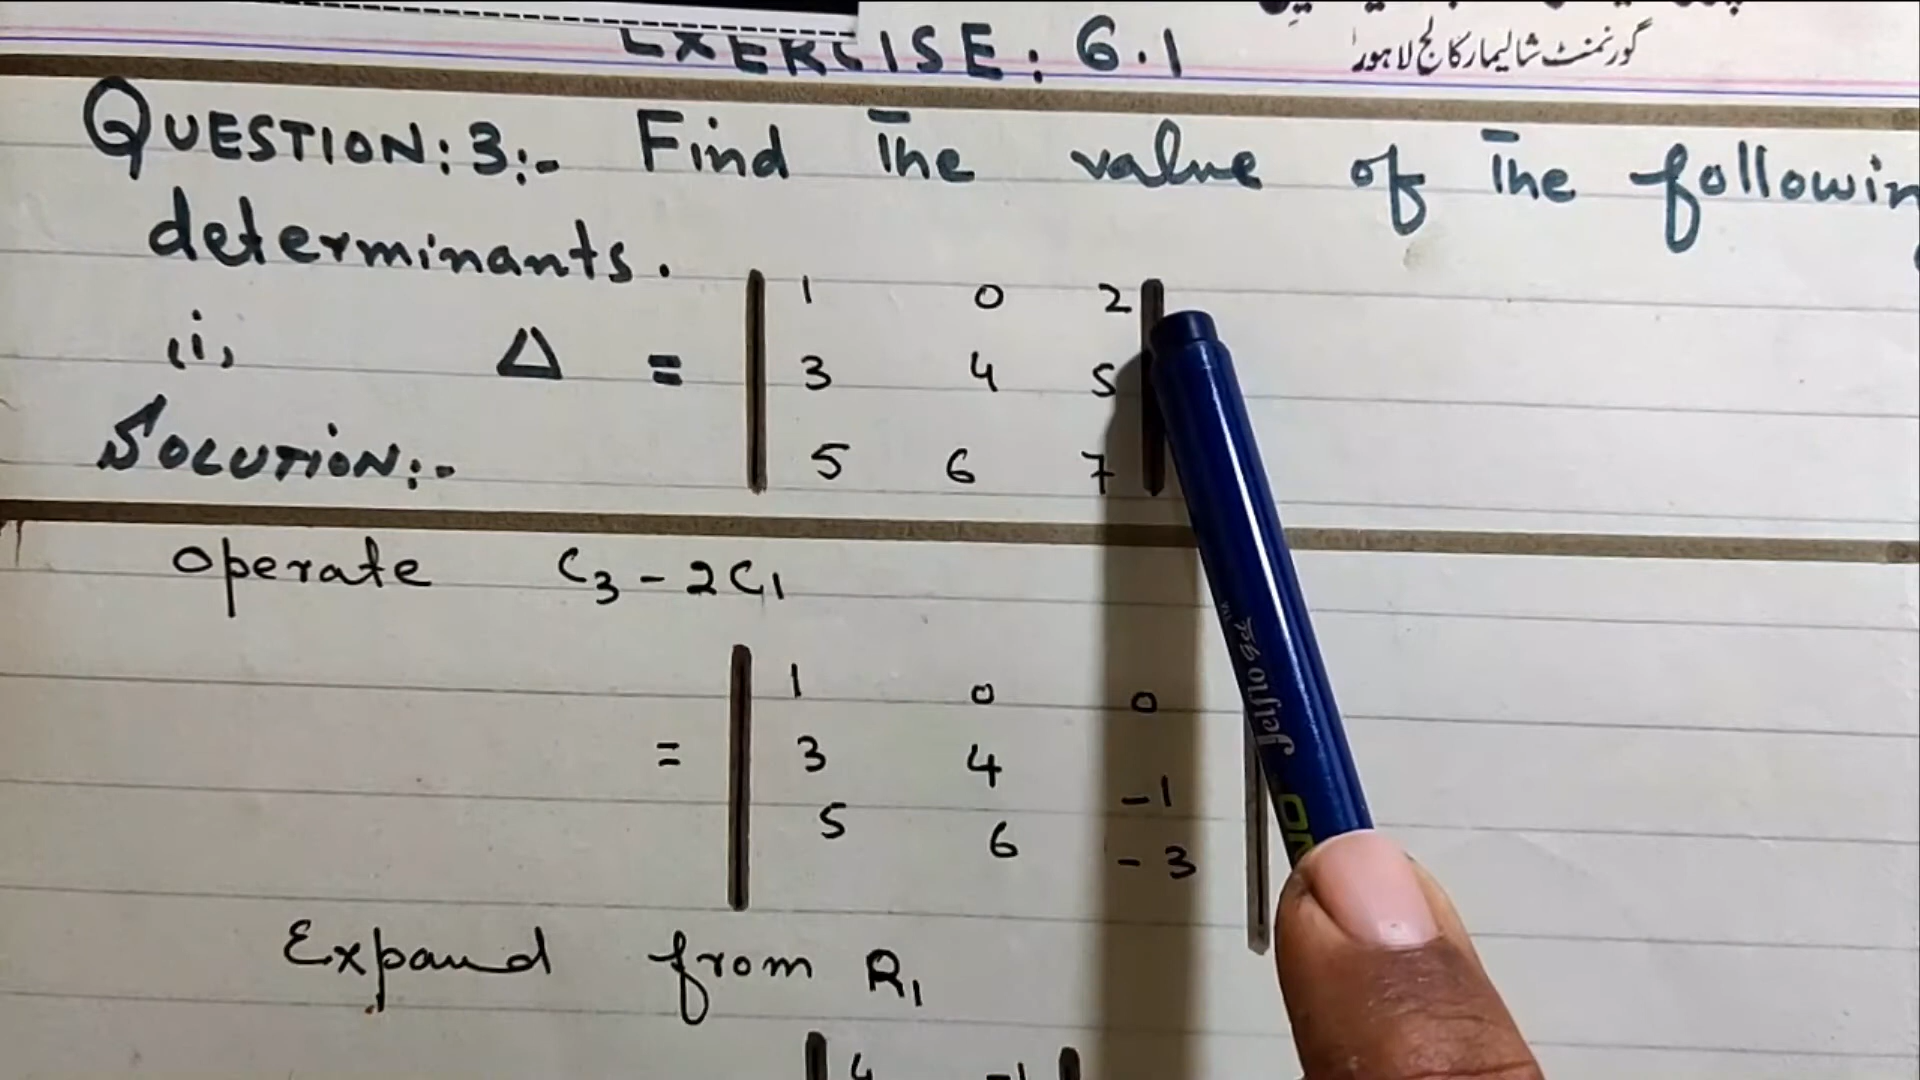 EXERCISE: 6.1
گورنمنٹ شالیمار کالج لاہور
QUESTION: 3:- Find The value of The followin
determinants.
(i) Δ = | 1 0 2 |
| 3 4 5 |
| 5 6 7 |
SOLUTION:-
operate C3 - 2C1
= | 1 0 0 |
| 3 4 -1 |
| 5 6 -3 |
Expand from R1
| 4 -1 |